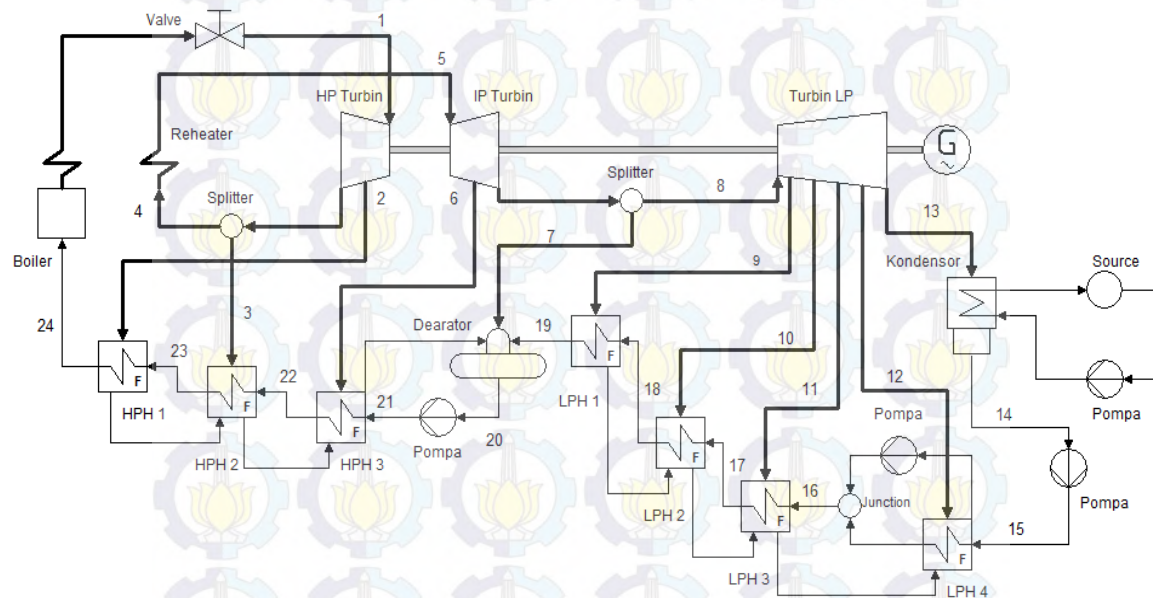 Valve
1
5
HP Turbin
IP Turbin
Turbin LP
G
~
Reheater
Splitter
2
6
Splitter
8
4
7
13
Boiler
Kondensor
Source
9
3
24
Dearator
19
10
23
F
HPH 1
22
F
HPH 2
21
F
HPH 3
Pompa
20
LPH 1
F
18
11
12
Pompa
14
Pompa
F
LPH 2
17
16
Junction
Pompa
F
LPH 3
15
F
LPH 4